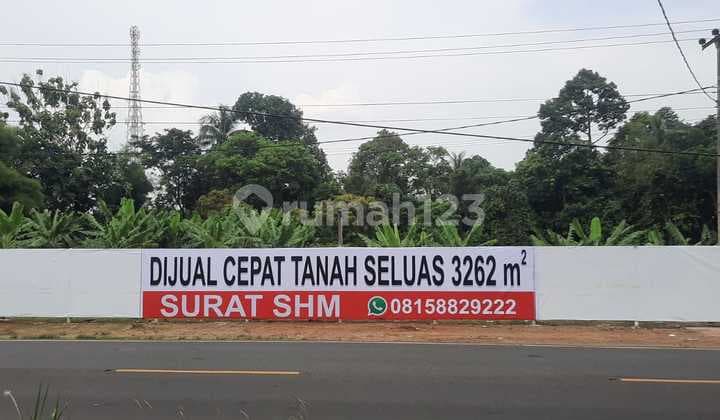 rumah123
DIJUAL CEPAT TANAH SELUAS 3262 m²
SURAT SHM 08158829222